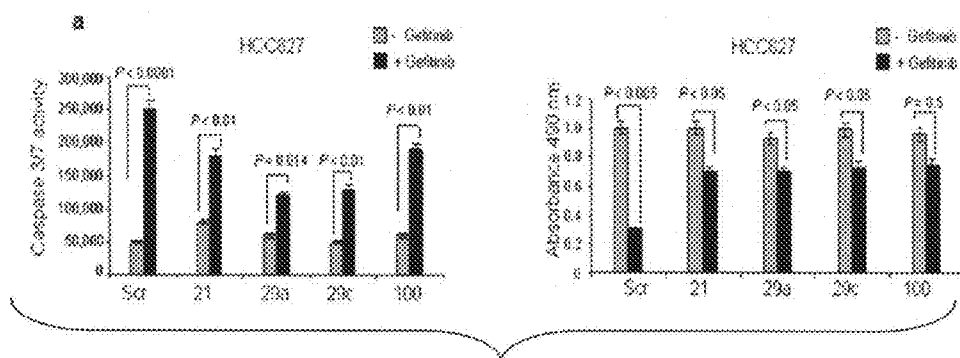 a
HCC827
- Gefitinib
+ Gefitinib
Caspase 3/7 activity
300,000
250,000
200,000
150,000
100,000
50,000
0
P < 0.0001
P < 0.01
P < 0.014
P < 0.01
P < 0.01
Scr 21 29a 29c 100
HCC827
- Gefitinib
+ Gefitinib
Absorbance 490 nm
1.2
1.0
0.8
0.6
0.4
0.2
0
P < 0.05
P < 0.05
P < 0.05
Scr 21 29a 29c 100